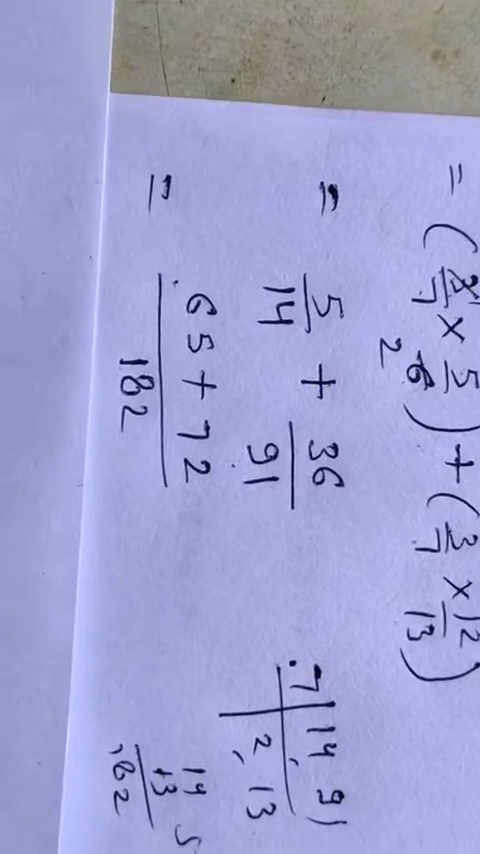 = (3/7 × 5/6) + (3/7 × 12/13)
2
= 5/14 + 36/91
= 65 + 72
182
7 | 14, 91
2, 13
14
13
182